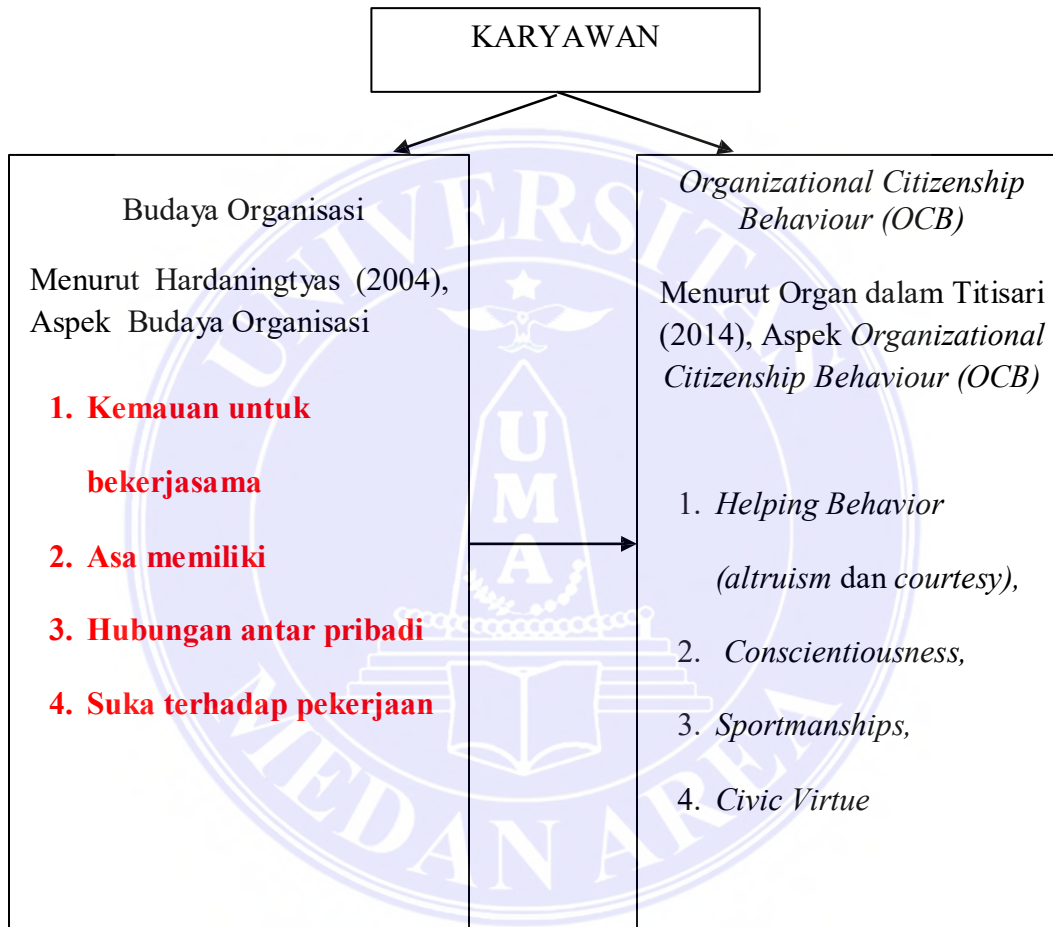 KARYAWAN
Budaya Organisasi
Menurut Hardaningtyas (2004),
Aspek Budaya Organisasi
1. Kemauan untuk
bekerjasama
2. Asa memiliki
3. Hubungan antar pribadi
4. Suka terhadap pekerjaan
Organizational Citizenship
Behaviour (OCB)
Menurut Organ dalam Titisari
(2014), Aspek Organizational
Citizenship Behaviour (OCB)
1. Helping Behavior
(altruism dan courtesy),
2. Conscientiousness,
3. Sportmanships,
4. Civic Virtue
UNIVERSITAS
UMA
MEDAN AREA